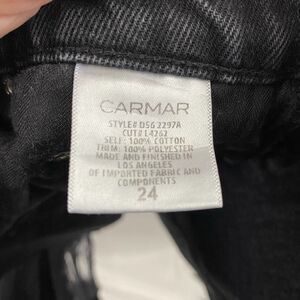 CARMAR
STYLE# DSG 2297A
CUT# L4262
SELF: 100% COTTON
TRIM: 100% POLYESTER
MADE AND FINISHED IN
LOS ANGELES
OF IMPORTED FABRIC AND
COMPONENTS
24